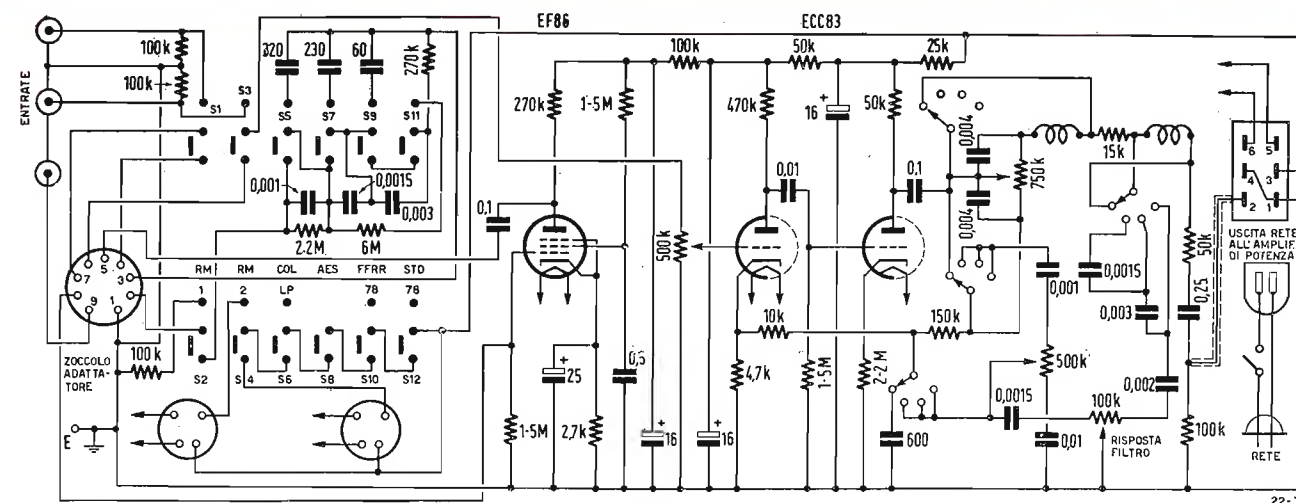 EF86
ECC83
ENTRATE
100k
100k
S1
S3
320
230
60
270k
S5
S7
S9
S11
0,001
0,0015
0,003
2-2M
6M
0,1
7
5
3
9
1
ZOCCOLO
ADATTA-
TORE
RM
RM
COL
AES
FFRR
STD
1
2
LP
78
78
100k
S2
S4
S6
S8
S10
S12
E
270k
1-5M
100k
50k
25k
470k
16
+
50k
0,01
0,1
500k
25
+
0,5
1-5M
2,7k
16
+
16
+
10k
4,7k
1-5M
2-2 M
150k
600
0,004
0,004
750k
15k
0,001
0,0015
0,003
50k
0,25
500k
0,0015
0,01
100k
0,002
100k
RISPOSTA
FILTRO
6
5
4
3
2
1
USCITA RETE
ALL'AMPLIF.
DI POTENZA
RETE